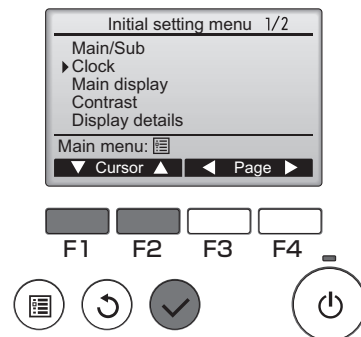 Initial setting menu 1/2
Main/Sub
Clock
Main display
Contrast
Display details
Main menu:
Cursor Page
F1 F2 F3 F4